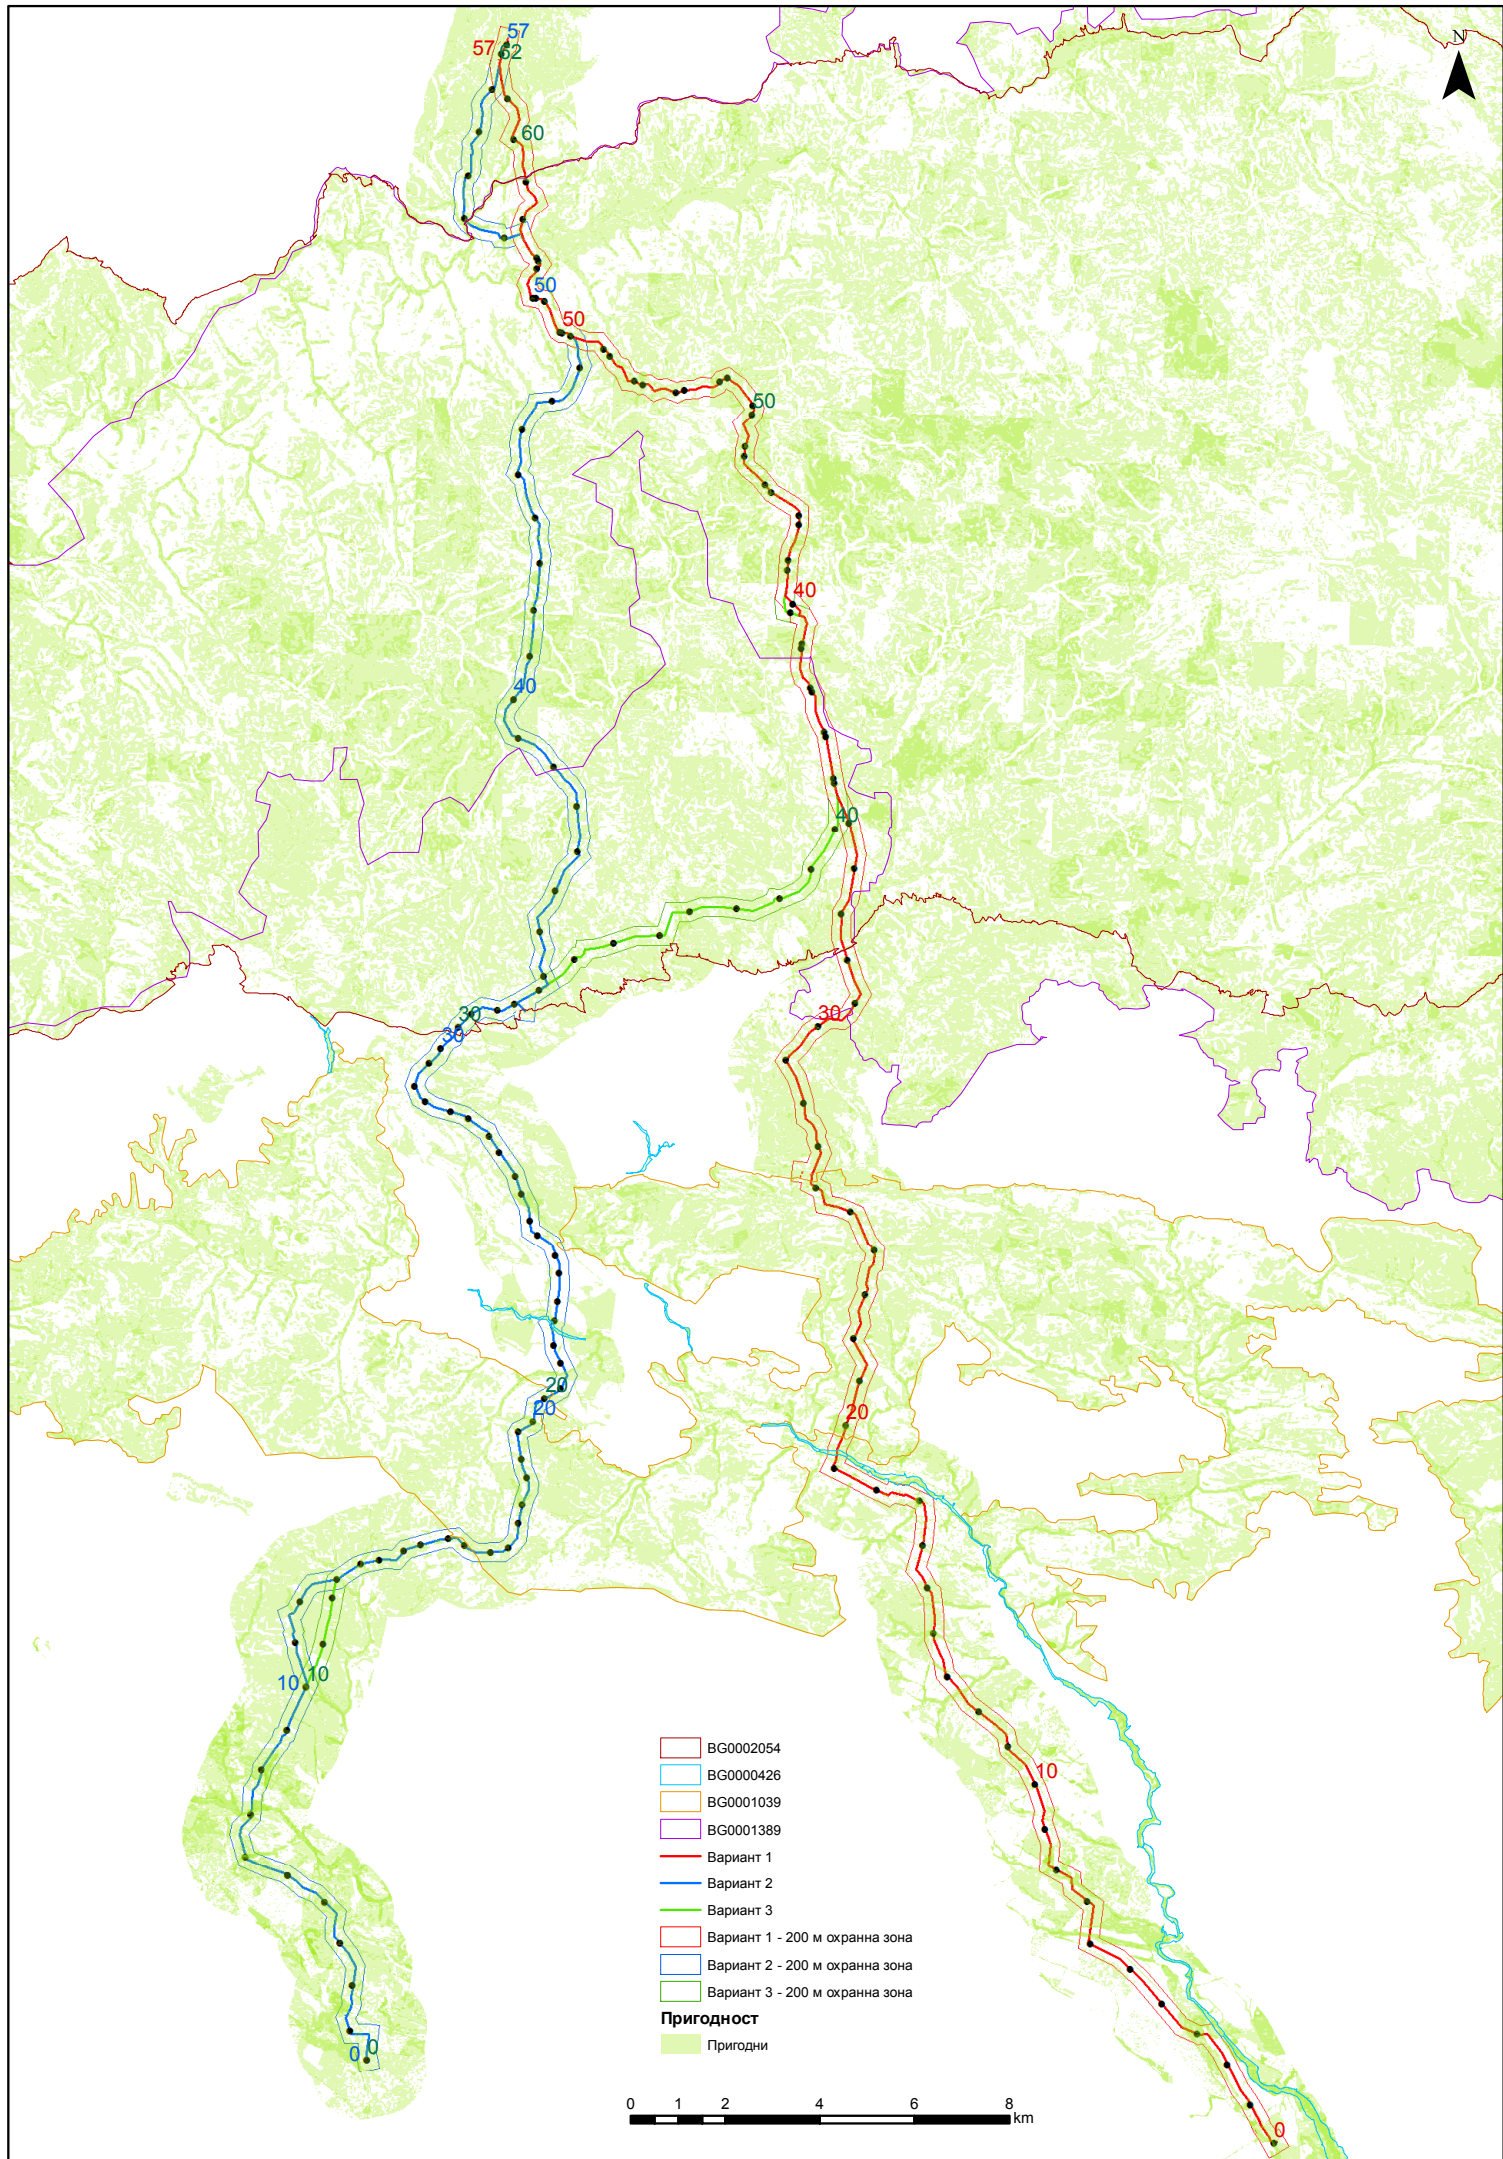 57
57
62
N
60
50
50
50
40
40
40
30
30
30
20
20
20
10
10
10
BG0002054
BG0000426
BG0001039
BG0001389
Вариант 1
Вариант 2
Вариант 3
Вариант 1 - 200 м охранна зона
Вариант 2 - 200 м охранна зона
Вариант 3 - 200 м охранна зона
Пригодност
Пригодни
0 0
0 1 2 4 6 8
km
0